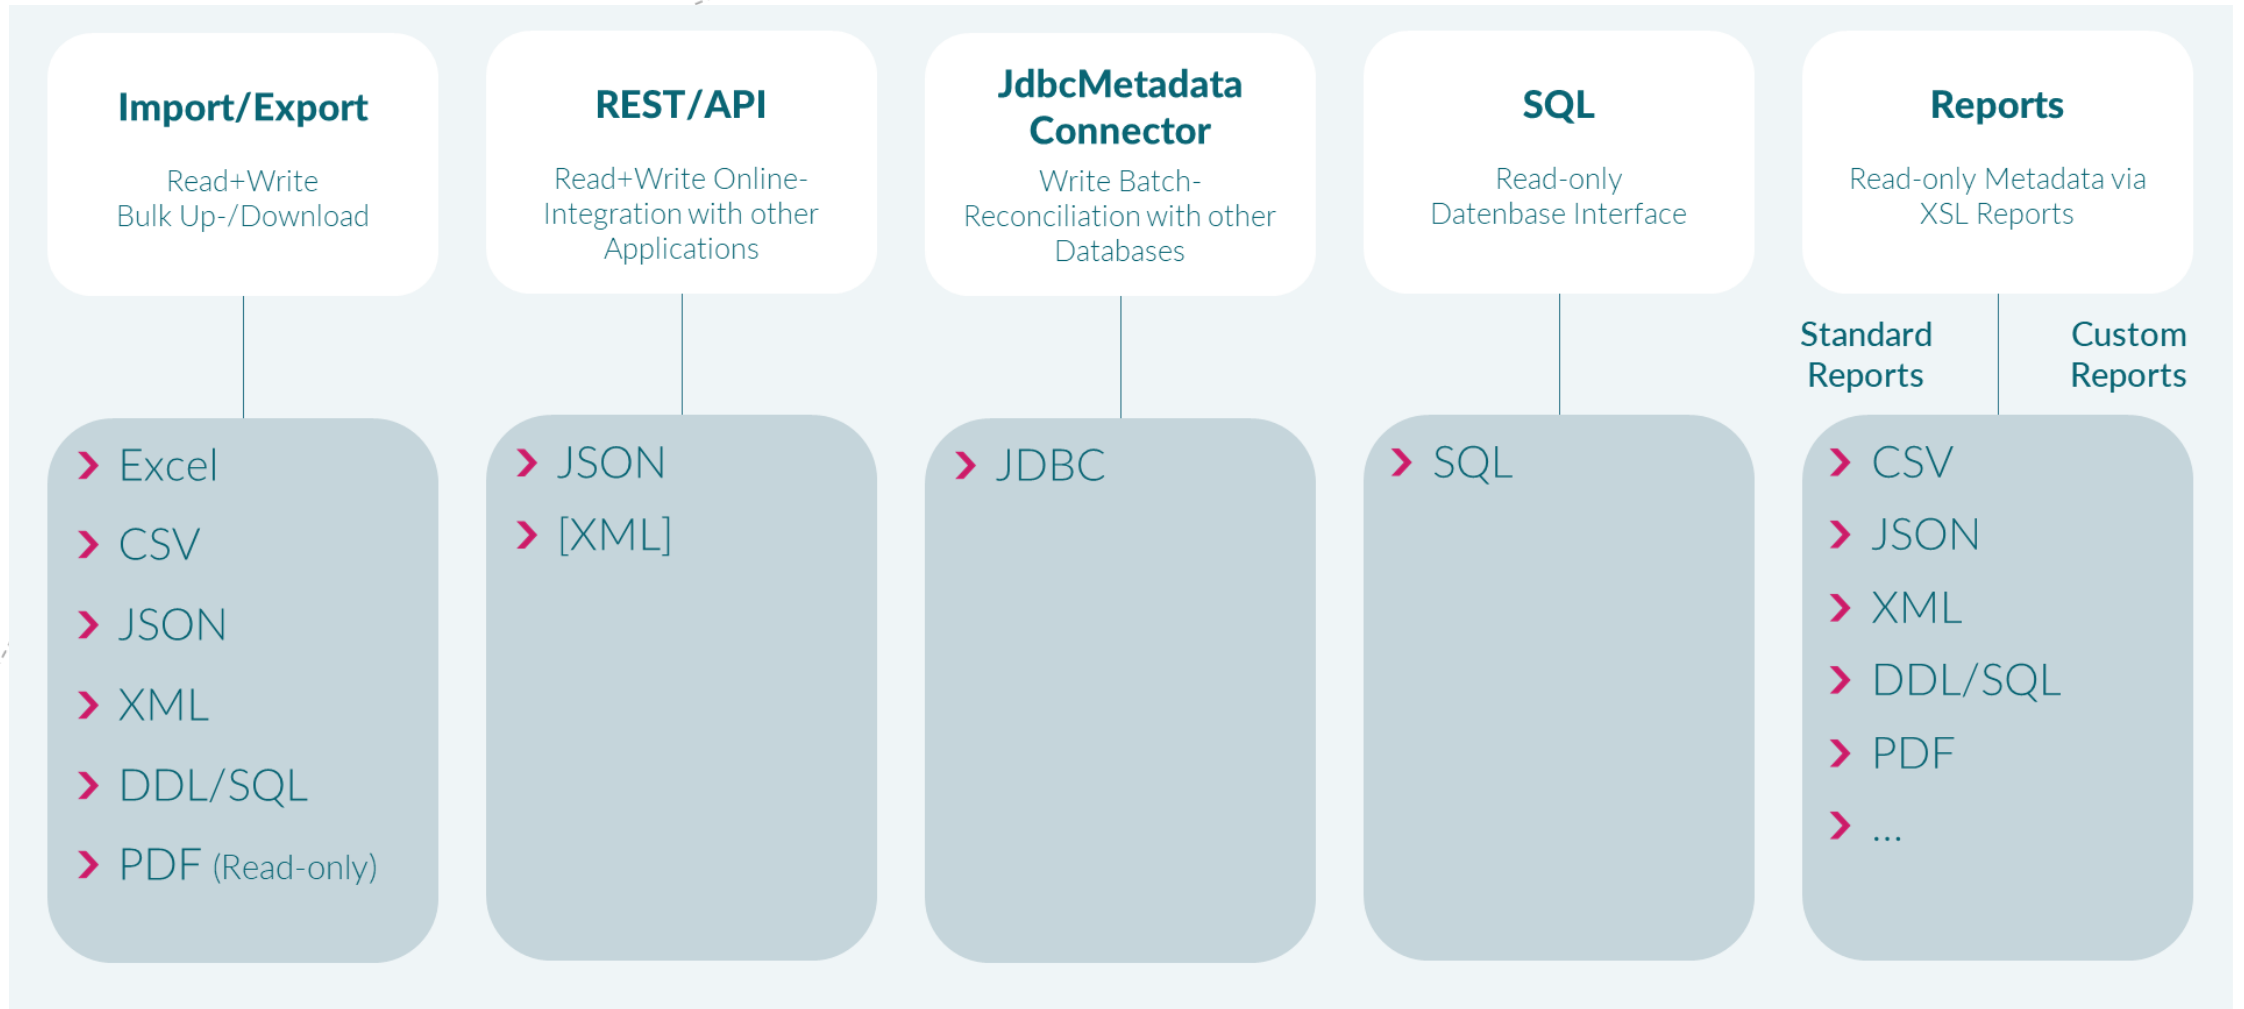 Import/Export
Read+Write
Bulk Up-/Download
Excel
CSV
JSON
XML
DDL/SQL
PDF (Read-only)
REST/API
Read+Write Online-
Integration with other
Applications
JSON
[XML]
JdbcMetadata
Connector
Write Batch-
Reconciliation with other
Databases
JDBC
SQL
Read-only
Datenbase Interface
SQL
Reports
Read-only Metadata via
XSL Reports
Standard
Reports
Custom
Reports
CSV
JSON
XML
DDL/SQL
PDF
...